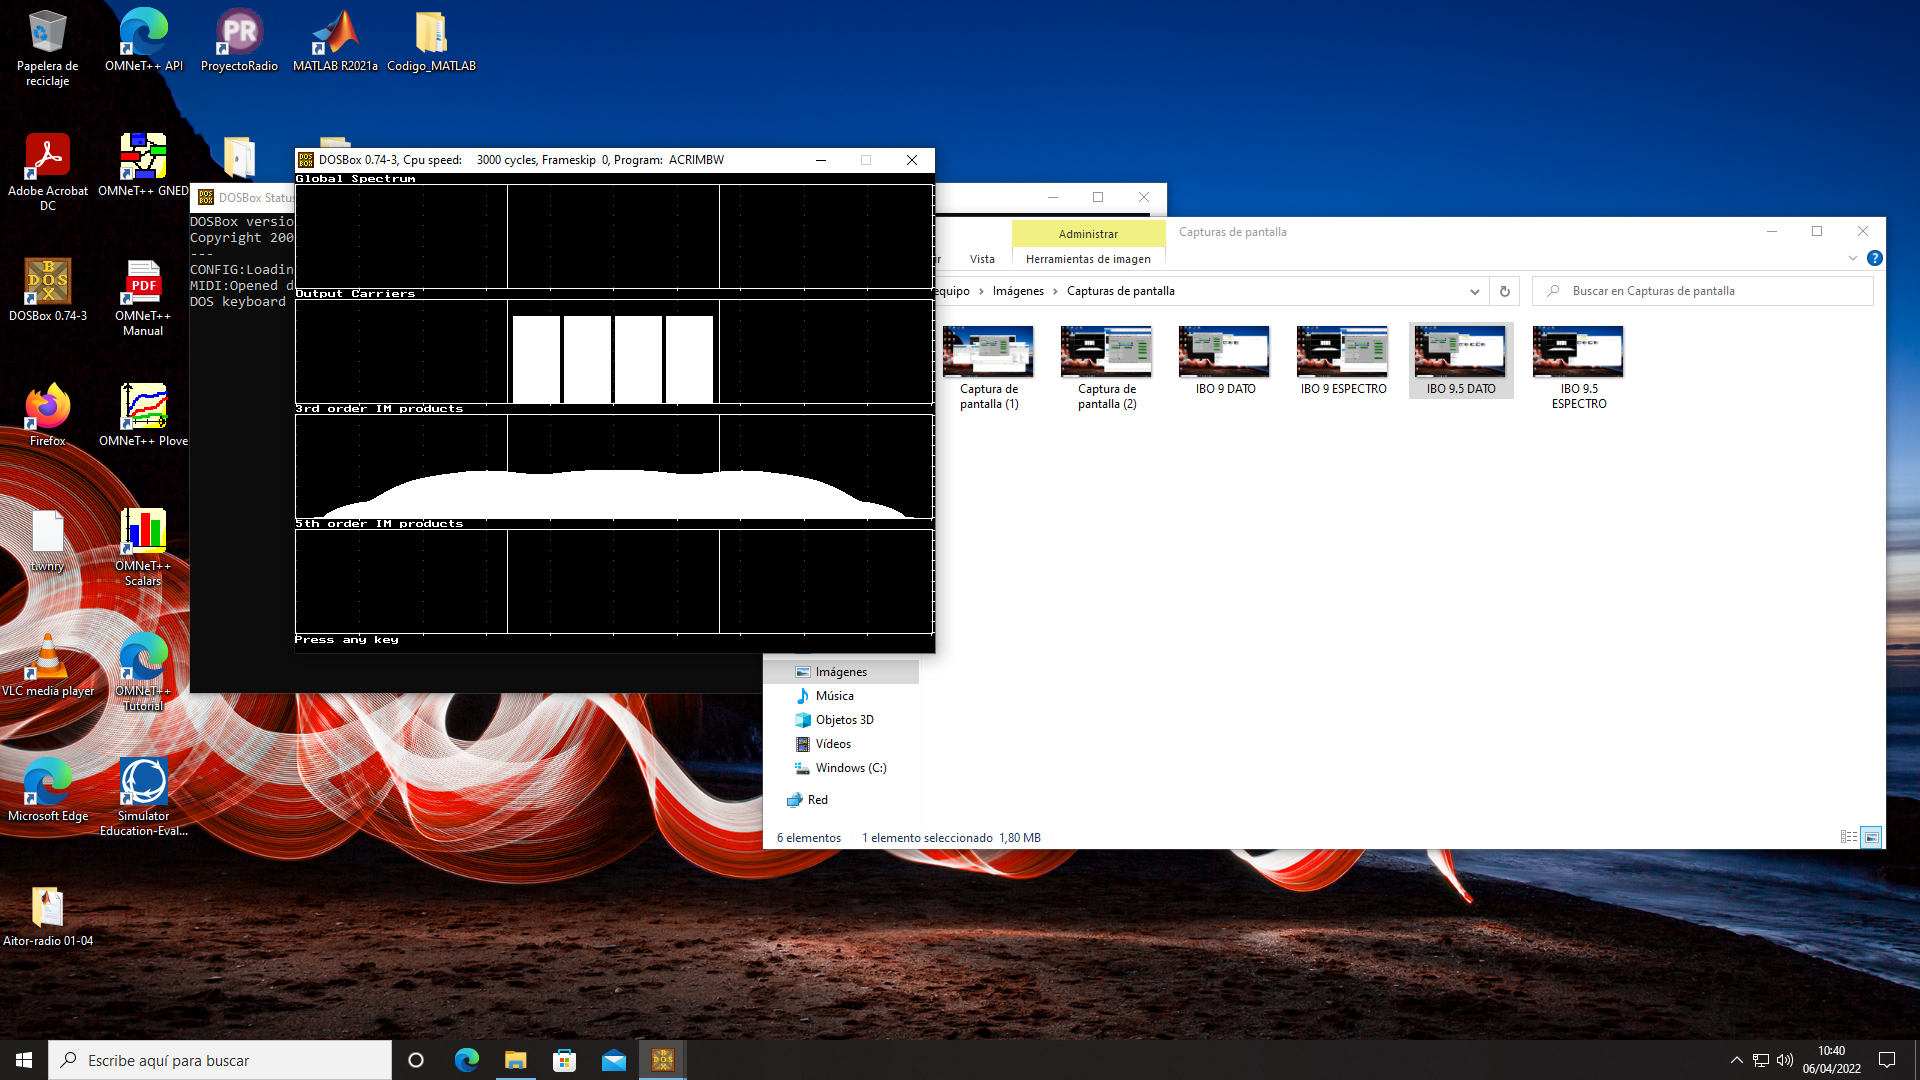 Papelera de
reciclaje
OMNeT++ API
ProyectoRadio
MATLAB R2021a
Codigo_MATLAB
Adobe Acrobat
DC
OMNeT++ GNED
DOSBox 0.74-3
OMNeT++
Manual
Firefox
OMNeT++ Plove
t.wnry
OMNeT++
Scalars
VLC media player
OMNeT++
Tutorial
Microsoft Edge
Simulator
Education-Eval...
Aitor-radio 01-04
DOSBox Status
DOSBox versio
Copyright 200
---
CONFIG:Loadin
MIDI:Opened d
DOS keyboard
DOSBox 0.74-3, Cpu speed: 3000 cycles, Frameskip 0, Program: ACRIMBW
Global Spectrum
Output Carriers
3rd order IM products
5th order IM products
Press any key
Administrar
Capturas de pantalla
r
Vista
Herramientas de imagen
equipo > Imágenes > Capturas de pantalla
Buscar en Capturas de pantalla
Captura de
pantalla (1)
Captura de
pantalla (2)
IBO 9 DATO
IBO 9 ESPECTRO
IBO 9.5 DATO
IBO 9.5
ESPECTRO
Imágenes
Música
Objetos 3D
Vídeos
Windows (C:)
Red
6 elementos
1 elemento seleccionado 1,80 MB
Escribe aquí para buscar
10:40
06/04/2022